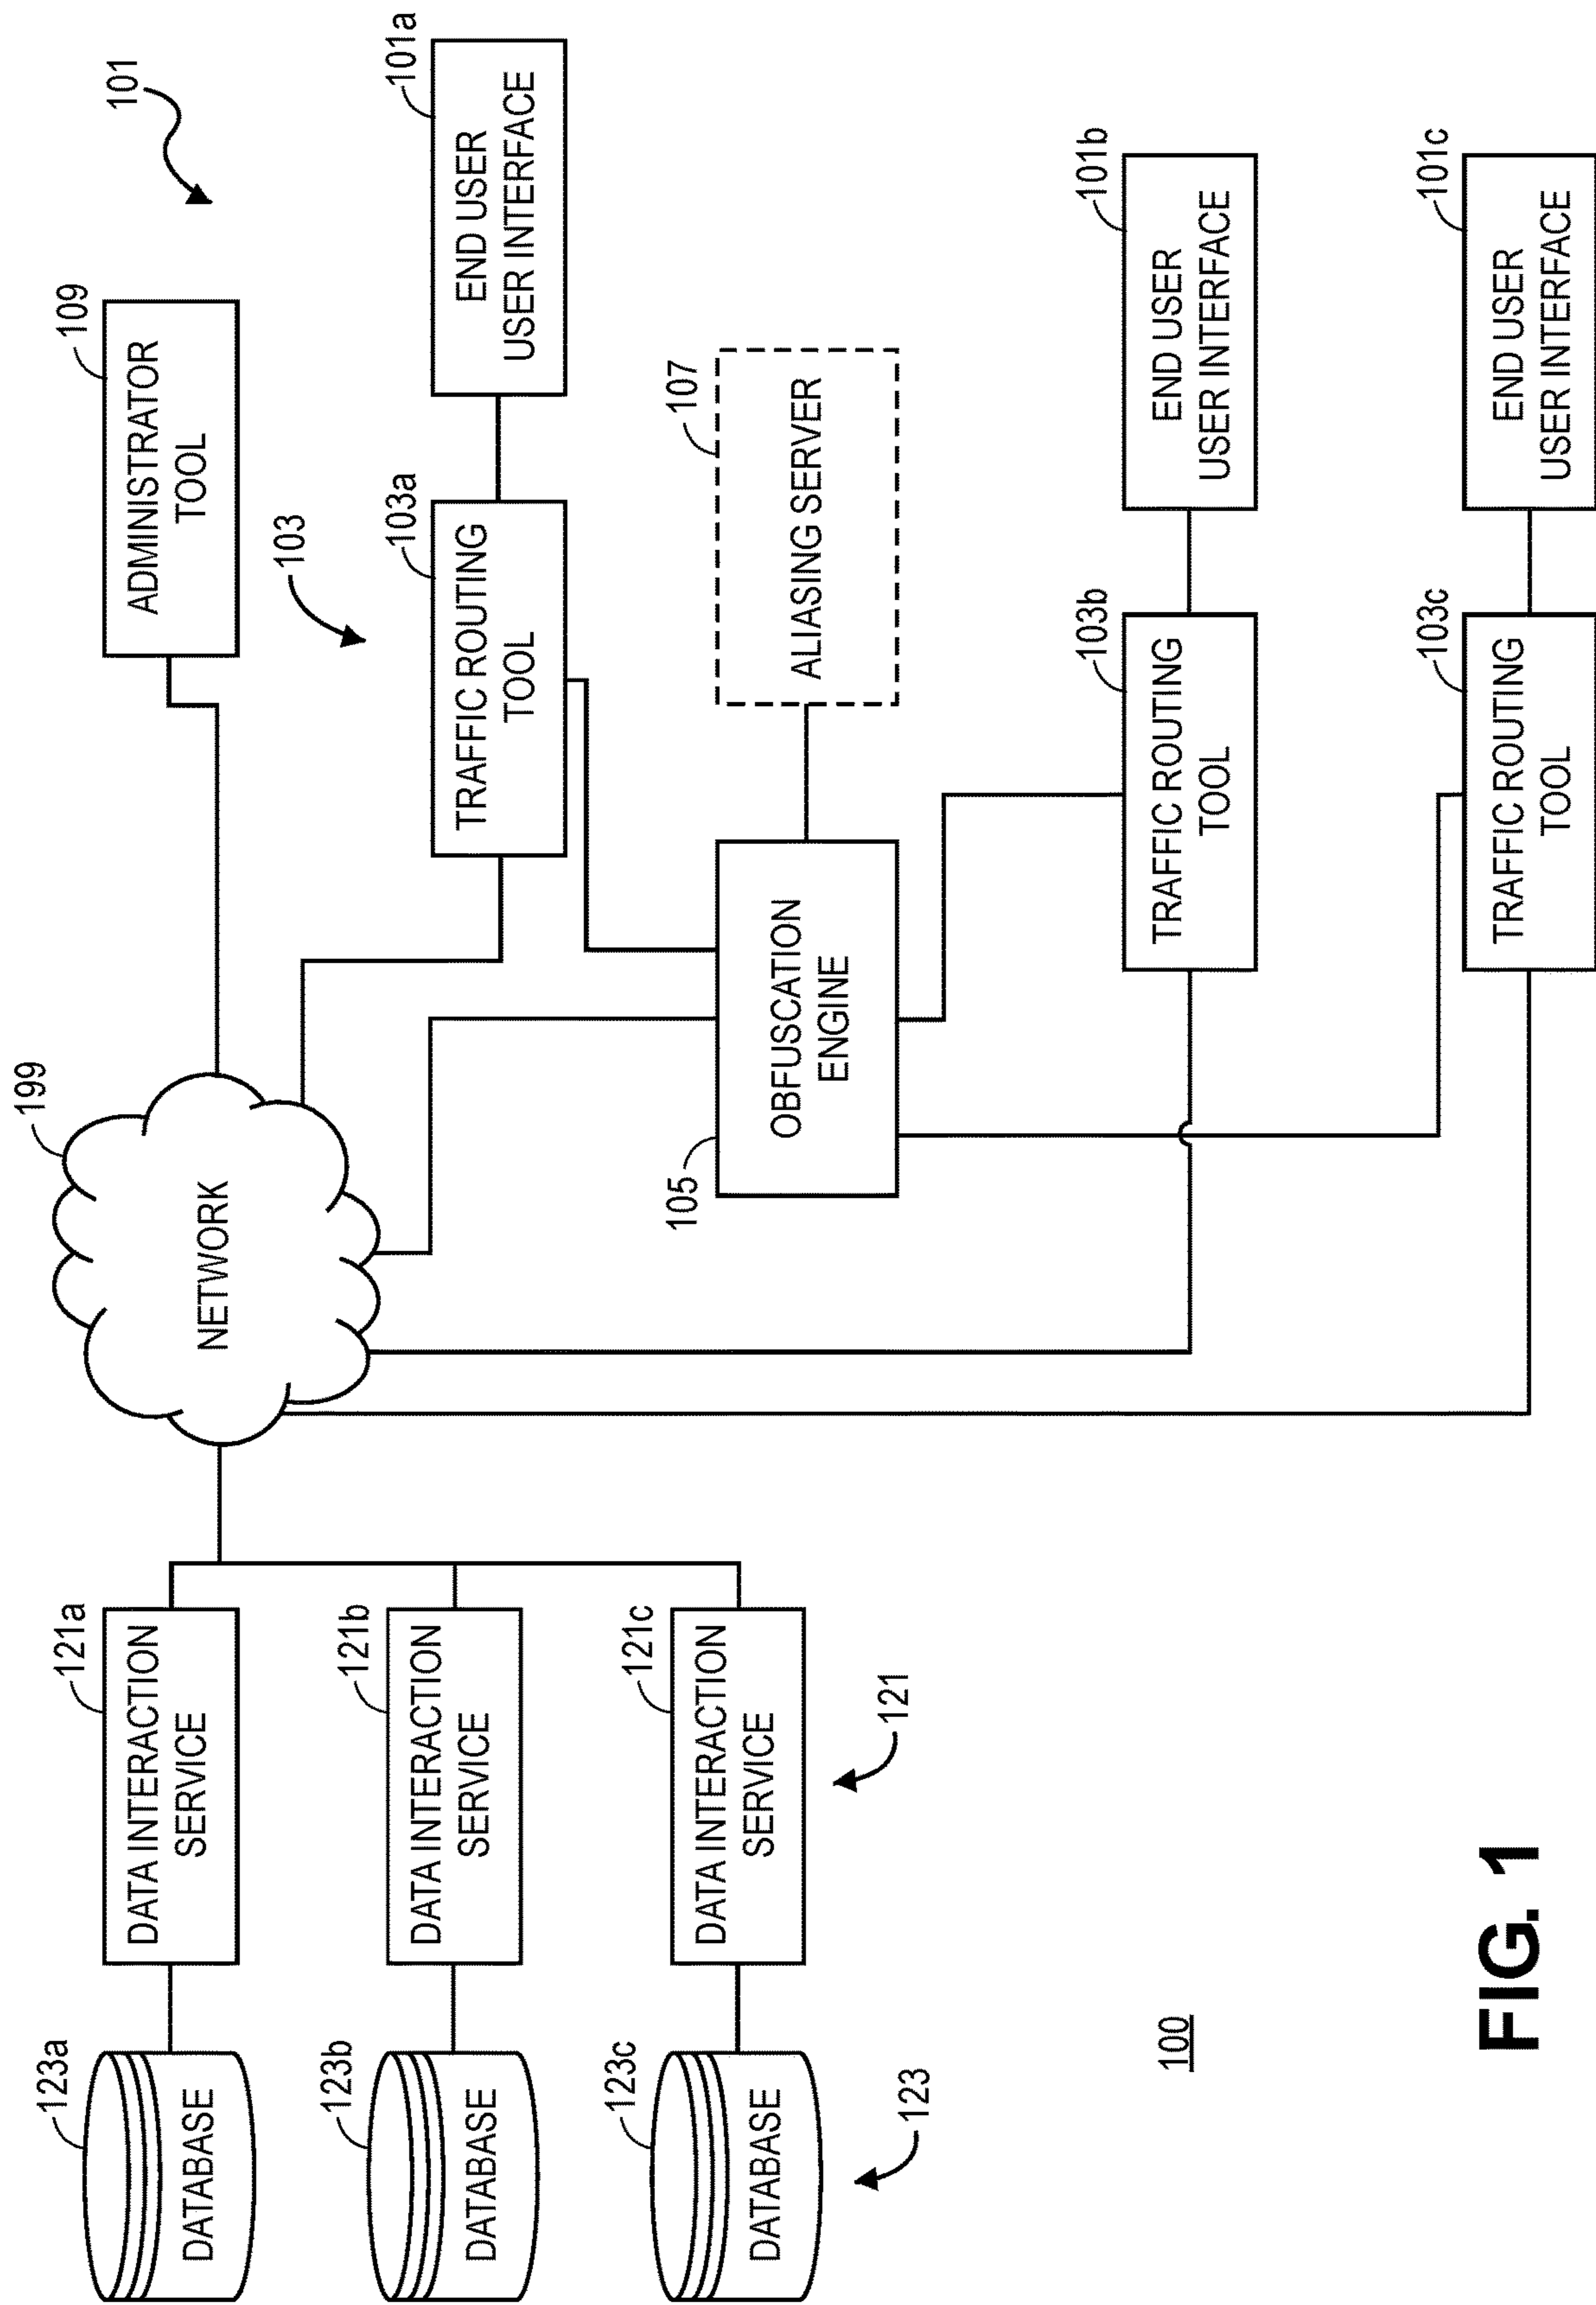 123a
DATABASE
121a
DATA INTERACTION
SERVICE
123b
DATABASE
121b
DATA INTERACTION
SERVICE
123c
DATABASE
121c
DATA INTERACTION
SERVICE
123
121
199
NETWORK
109
ADMINISTRATOR
TOOL
101
103
103a
TRAFFIC ROUTING
TOOL
101a
END USER
USER INTERFACE
105
OBFUSCATION
ENGINE
107
ALIASING SERVER
103b
TRAFFIC ROUTING
TOOL
101b
END USER
USER INTERFACE
103c
TRAFFIC ROUTING
TOOL
101c
END USER
USER INTERFACE
100
FIG. 1